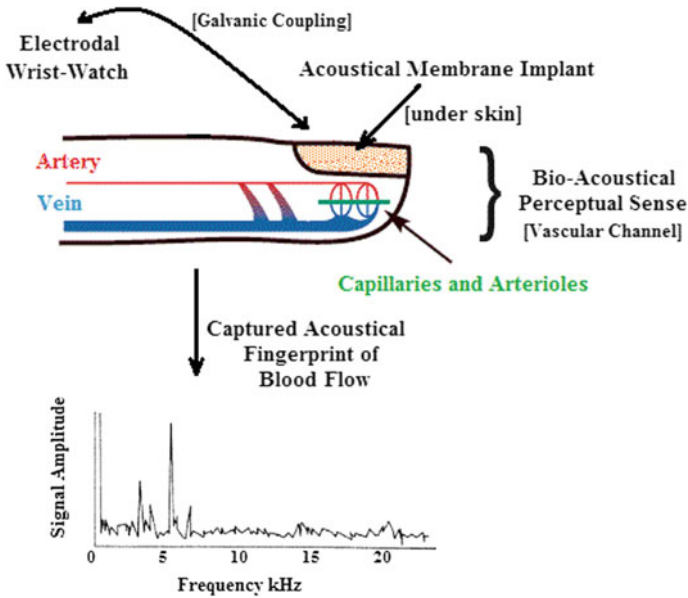 [Galvanic Coupling]
Electrodal
Wrist-Watch
Acoustical Membrane Implant
[under skin]
Artery
Vein
Bio-Acoustical
Perceptual Sense
[Vascular Channel]
Capillaries and Arterioles
Captured Acoustical
Fingerprint of
Blood Flow
Signal Amplitude
0 5 10 15 20
Frequency kHz